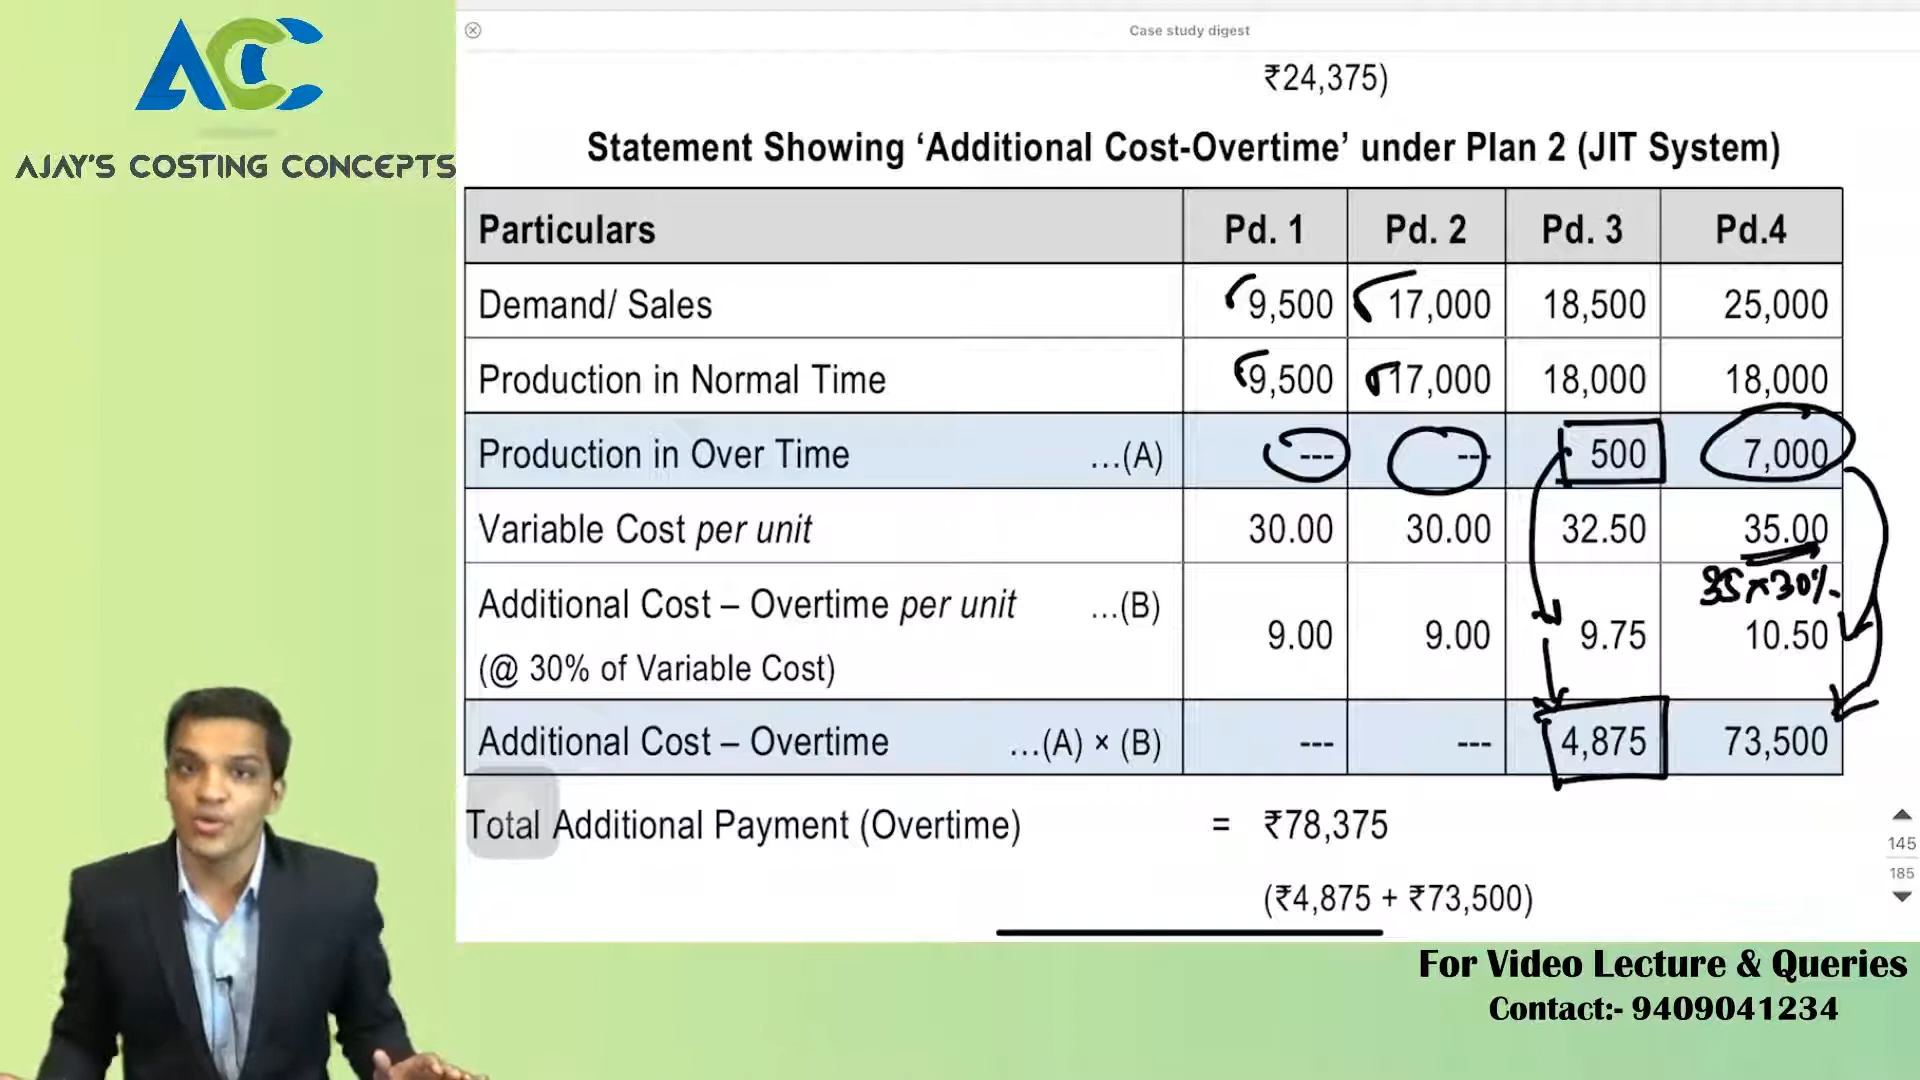 ACC
AJAY'S COSTING CONCEPTS
Case study digest
₹24,375)
Statement Showing ‘Additional Cost-Overtime’ under Plan 2 (JIT System)
Particulars Pd. 1 Pd. 2 Pd. 3 Pd.4
Demand/ Sales 9,500 17,000 18,500 25,000
Production in Normal Time 9,500 17,000 18,000 18,000
Production in Over Time …(A) --- --- 500 7,000
Variable Cost per unit 30.00 30.00 32.50 35.00
35×30%
Additional Cost – Overtime per unit …(B)
(@ 30% of Variable Cost) 9.00 9.00 9.75 10.50
Additional Cost – Overtime …(A) × (B) --- --- 4,875 73,500
Total Additional Payment (Overtime) = ₹78,375
(₹4,875 + ₹73,500)
145
185
For Video Lecture & Queries
Contact:- 9409041234